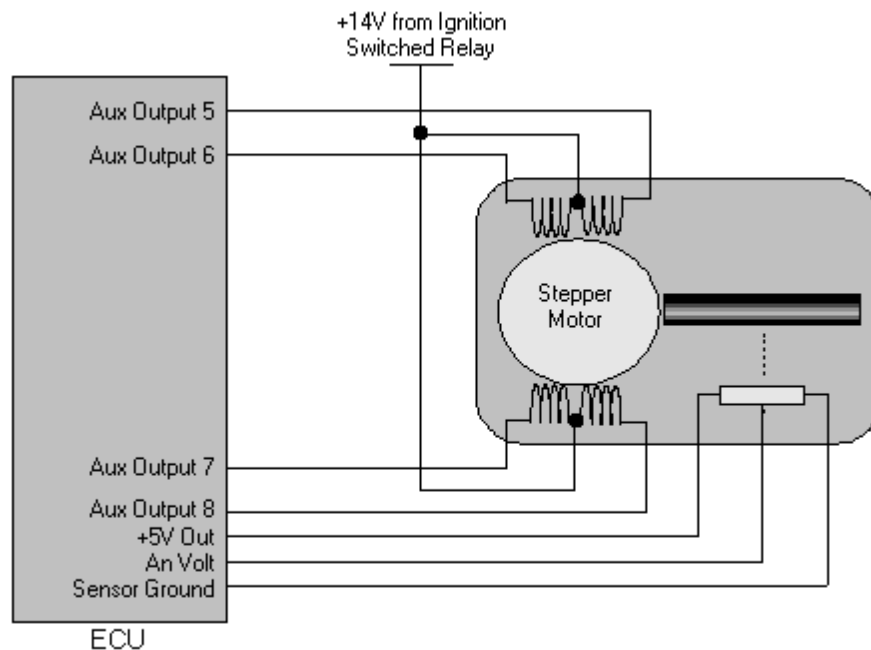 +14V from Ignition
Switched Relay
Aux Output 5
Aux Output 6
Stepper
Motor
Aux Output 7
Aux Output 8
+5V Out
An Volt
Sensor Ground
ECU